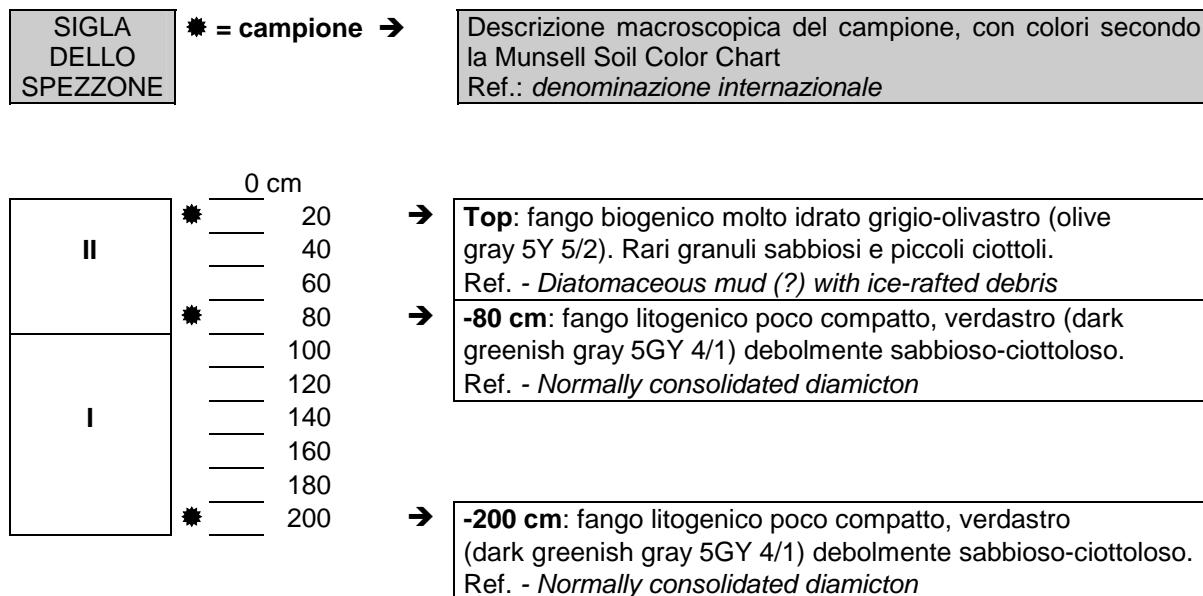 SIGLA
DELLO
SPEZZONE
✹ = campione ➔
Descrizione macroscopica del campione, con colori secondo
la Munsell Soil Color Chart
Ref.: denominazione internazionale
0 cm
II
I
✹ 20 ➔
40
60
✹ 80 ➔
100
120
140
160
180
✹ 200 ➔
Top: fango biogenico molto idrato grigio-olivastro (olive
gray 5Y 5/2). Rari granuli sabbiosi e piccoli ciottoli.
Ref. - Diatomaceous mud (?) with ice-rafted debris
-80 cm: fango litogenico poco compatto, verdastro (dark
greenish gray 5GY 4/1) debolmente sabbioso-ciottoloso.
Ref. - Normally consolidated diamicton
-200 cm: fango litogenico poco compatto, verdastro
(dark greenish gray 5GY 4/1) debolmente sabbioso-ciottoloso.
Ref. - Normally consolidated diamicton